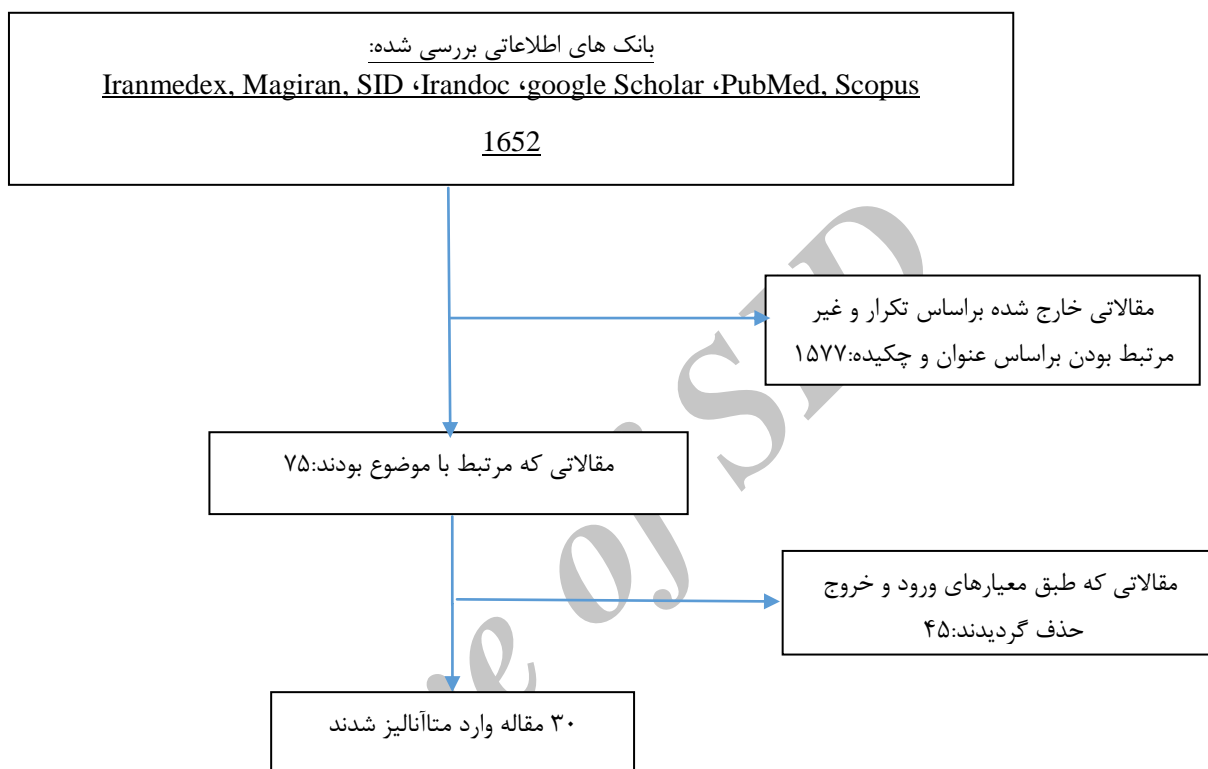 بانک های اطلاعاتی بررسی شده:
Iranmedex, Magiran, SID ،Irandoc ،google Scholar ،PubMed, Scopus
1652
مقالاتی خارج شده براساس تکرار و غیر
مرتبط بودن براساس عنوان و چکیده:۱۵۷۷
مقالاتی که مرتبط با موضوع بودند:۷۵
مقالاتی که طبق معیارهای ورود و خروج
حذف گردیدند:۴۵
۳۰ مقاله وارد متاآنالیز شدند
of SID